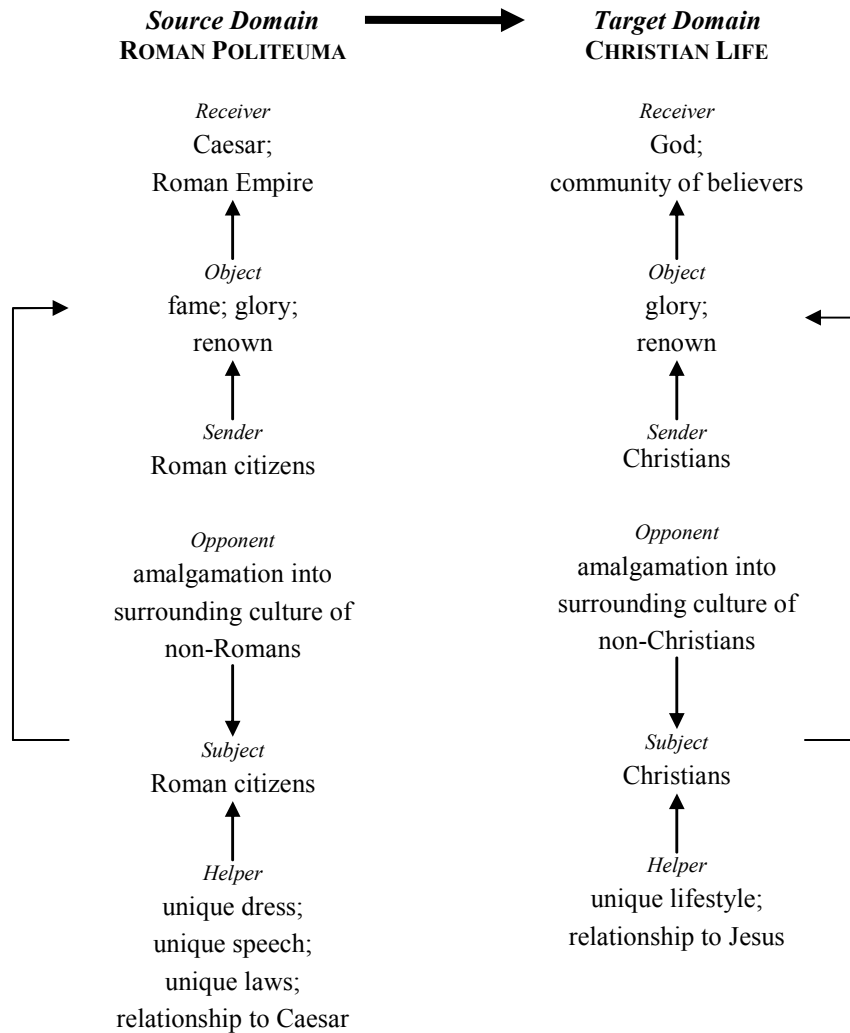 Source Domain
ROMAN POLITEUMA
Receiver
Caesar;
Roman Empire
Object
fame; glory;
renown
Sender
Roman citizens
Opponent
amalgamation into
surrounding culture of
non-Romans
Subject
Roman citizens
Helper
unique dress;
unique speech;
unique laws;
relationship to Caesar
Target Domain
CHRISTIAN LIFE
Receiver
God;
community of believers
Object
glory;
renown
Sender
Christians
Opponent
amalgamation into
surrounding culture of
non-Christians
Subject
Christians
Helper
unique lifestyle;
relationship to Jesus